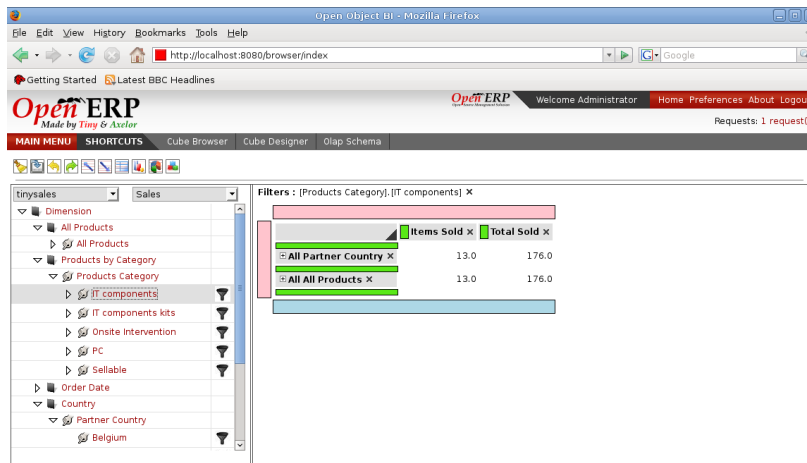 Open Object BI - Mozilla Firefox
File Edit View History Bookmarks Tools Help
http://localhost:8080/browser/index
G Google
Getting Started Latest BBC Headlines
Open ERP
Made by Tiny & Axelor
Open ERP Welcome Administrator Home Preferences About Logou
Requests: 1 request(
MAIN MENU SHORTCUTS Cube Browser Cube Designer Olap Schema
tinysales Sales
Filters : [Products Category].[IT components] ×
Dimension
All Products
All Products
Products by Category
Products Category
IT components
IT components kits
Onsite Intervention
PC
Sellable
Order Date
Country
Partner Country
Belgium
Items Sold × Total Sold ×
All Partner Country × 13.0 176.0
All All Products × 13.0 176.0